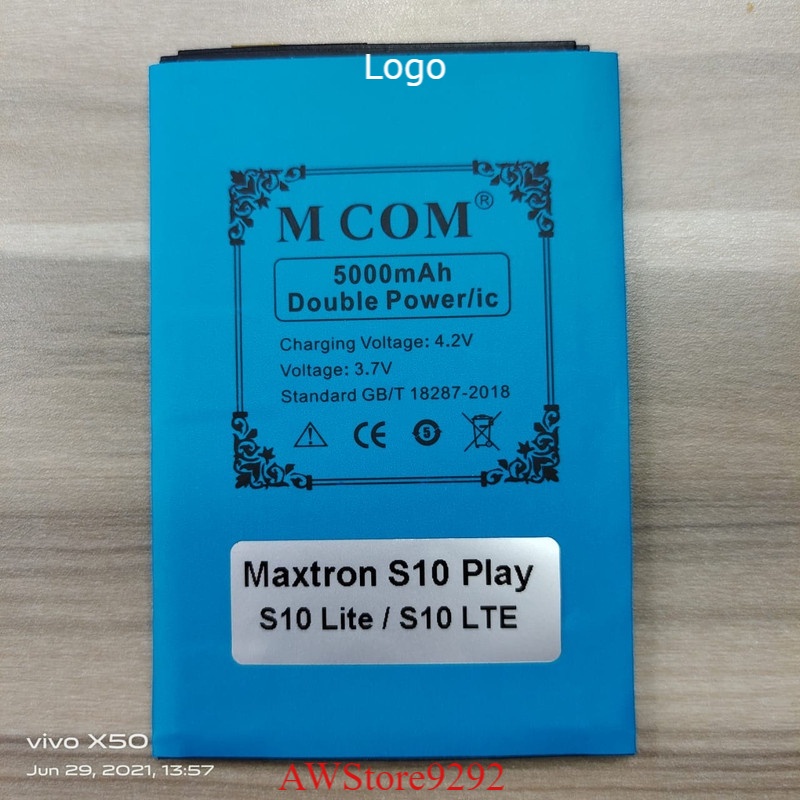 Logo
M COM®
5000mAh
Double Power/ic
Charging Voltage: 4.2V
Voltage: 3.7V
Standard GB/T 18287-2018
CE 5
Maxtron S10 Play
S10 Lite / S10 LTE
vivo X50
Jun 29, 2021, 13:57
AWStore9292